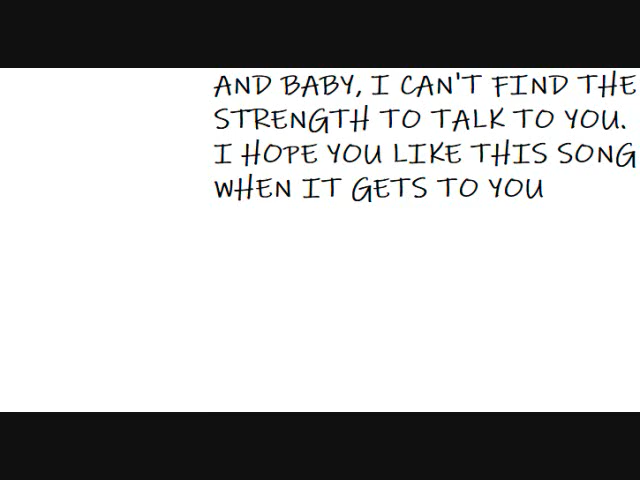 AND BABY, I CAN'T FIND THE
STRENGTH TO TALK TO YOU.
I HOPE YOU LIKE THIS SONG
WHEN IT GETS TO YOU